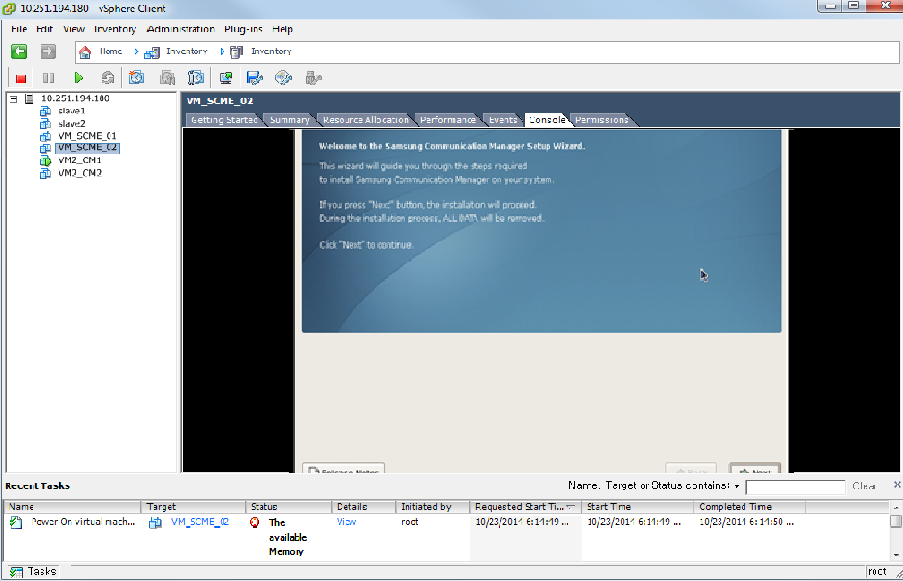 10.251.194.180 - vSphere Client
File Edit View Inventory Administration Plug-ins Help
Home Inventory Inventory
10.251.194.180
slave1
slave2
VM_SCME_01
VM_SCME_02
VM2_CM1
VM2_CM2
VM_SCME_02
Getting Started Summary Resource Allocation Performance Events Console Permissions
Welcome to the Samsung Communication Manager Setup Wizard.
This wizard will guide you through the steps required
to install Samsung Communication Manager on your system.
If you press "Next" button, the installation will proceed.
During the installation process, ALL DATA will be removed.
Click "Next" to continue.
Release Notes Back Next
Recent Tasks
Name, Target or Status contains: Clear
Name Target Status Details Initiated by Requested Start Ti... Start Time Completed Time
Power On virtual mach... VM_SCME_02 The View root 10/23/2014 6:14:49 ... 10/23/2014 6:14:49 ... 10/23/2014 6:14:50 ...
available
Memory
Tasks root